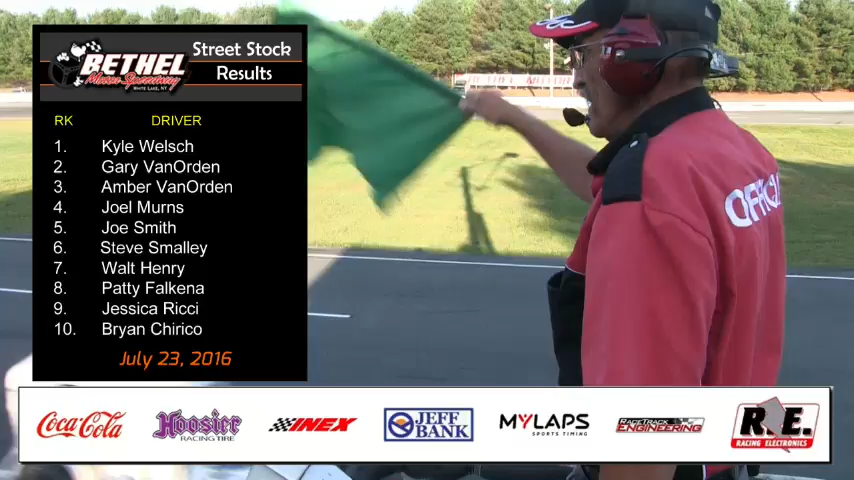 BETHEL
Motor Speedway
WHITE LAKE, NY
Street Stock
Results
RK DRIVER
1. Kyle Welsch
2. Gary VanOrden
3. Amber VanOrden
4. Joel Murns
5. Joe Smith
6. Steve Smalley
7. Walt Henry
8. Patty Falkena
9. Jessica Ricci
10. Bryan Chirico
July 23, 2016
BETHEL MOTOR
OFFICI
Coca-Cola
Hoosier
RACING TIRE
INEX
JEFF
BANK
MYLAPS
SPORTS TIMING
RACETRACK
ENGINEERING
R.E.
RACING ELECTRONICS